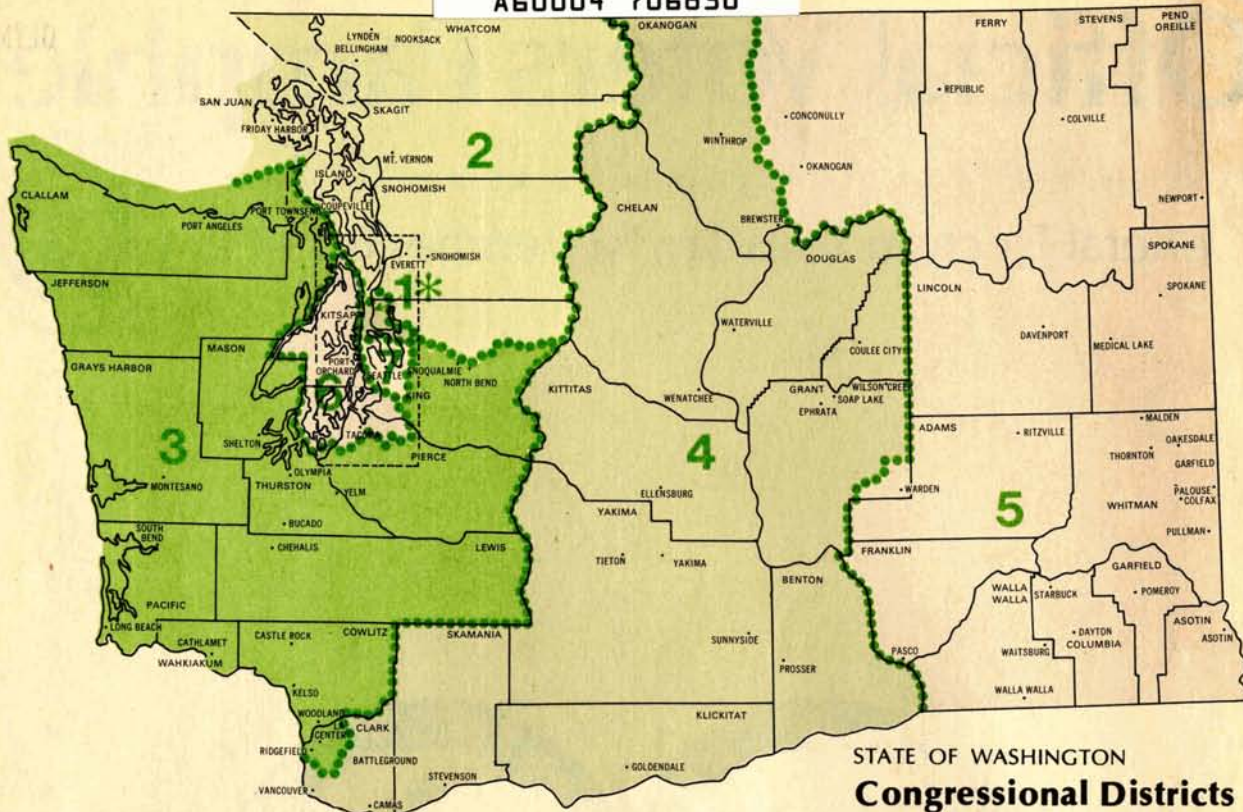 A60004 706830
OKANOGAN
FERRY
STEVENS
PEND
OREILLE
WHATCOM
LYNDEN
NOOKSACK
BELLINGHAM
SAN JUAN
SKAGIT
FRIDAY HARBOR
REPUBLIC
CONCONULLY
COLVILLE
WINTHROP
MT. VERNON
2
OKANOGAN
ISLAND
SNOHOMISH
CLALLAM
COUPEVILLE
PORT TOWNSEND
PORT ANGELES
CHELAN
BREWSTER
NEWPORT
DOUGLAS
SPOKANE
EVERETT
SNOHOMISH
JEFFERSON
1*
LINCOLN
SPOKANE
KITSAP
WATERVILLE
DAVENPORT
MEDICAL LAKE
MASON
GRAYS HARBOR
PORT
ORCHARD
SEATTLE
SNOQUALMIE
NORTH BEND
COULEE CITY
KITTITAS
GRANT
WILSON CREEK
SOAP LAKE
EPHRATA
WENATCHEE
KING
3
SHELTON
TACOMA
PIERCE
4
ADAMS
RITZVILLE
MALDEN
OAKESDALE
THORNTON
GARFIELD
OLYMPIA
MONTESANO
THURSTON
YELM
ELLENSBURG
WARDEN
PALOUSE
COLFAX
WHITMAN
5
YAKIMA
BUCADO
SOUTH
BEND
PULLMAN
CHEHALIS
LEWIS
TIETON
YAKIMA
FRANKLIN
BENTON
GARFIELD
WALLA
WALLA
STARBUCK
POMEROY
PACIFIC
LONG BEACH
CATHLAMET
WAHKIAKUM
CASTLE ROCK
COWLITZ
SKAMANIA
SUNNYSIDE
PROSSER
PASCO
DAYTON
COLUMBIA
WAITSBURG
ASOTIN
ASOTIN
KELSO
WALLA WALLA
WOODLAND
LA
CENTER
CLARK
KLICKITAT
RIDGEFIELD
BATTLEGROUND
GOLDENDALE
STEVENSON
VANCOUVER
CAMAS
STATE OF WASHINGTON
Congressional Districts